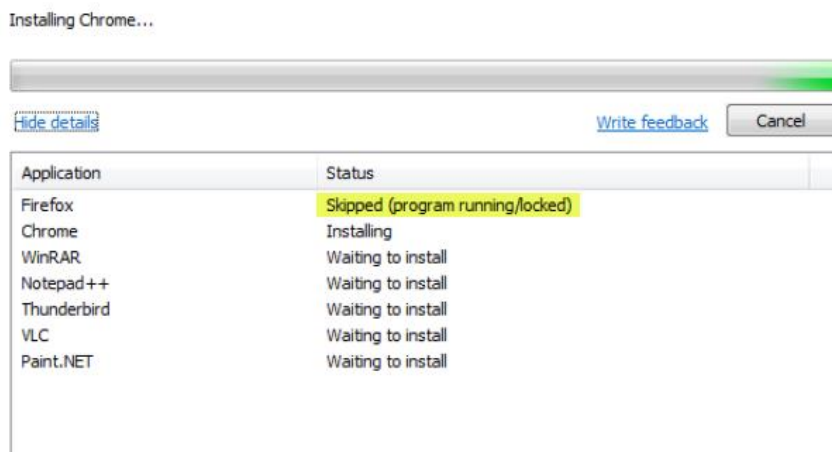 Installing Chrome...
Hide details Write feedback Cancel
Application Status
Firefox Skipped (program running/locked)
Chrome Installing
WinRAR Waiting to install
Notepad++ Waiting to install
Thunderbird Waiting to install
VLC Waiting to install
Paint.NET Waiting to install